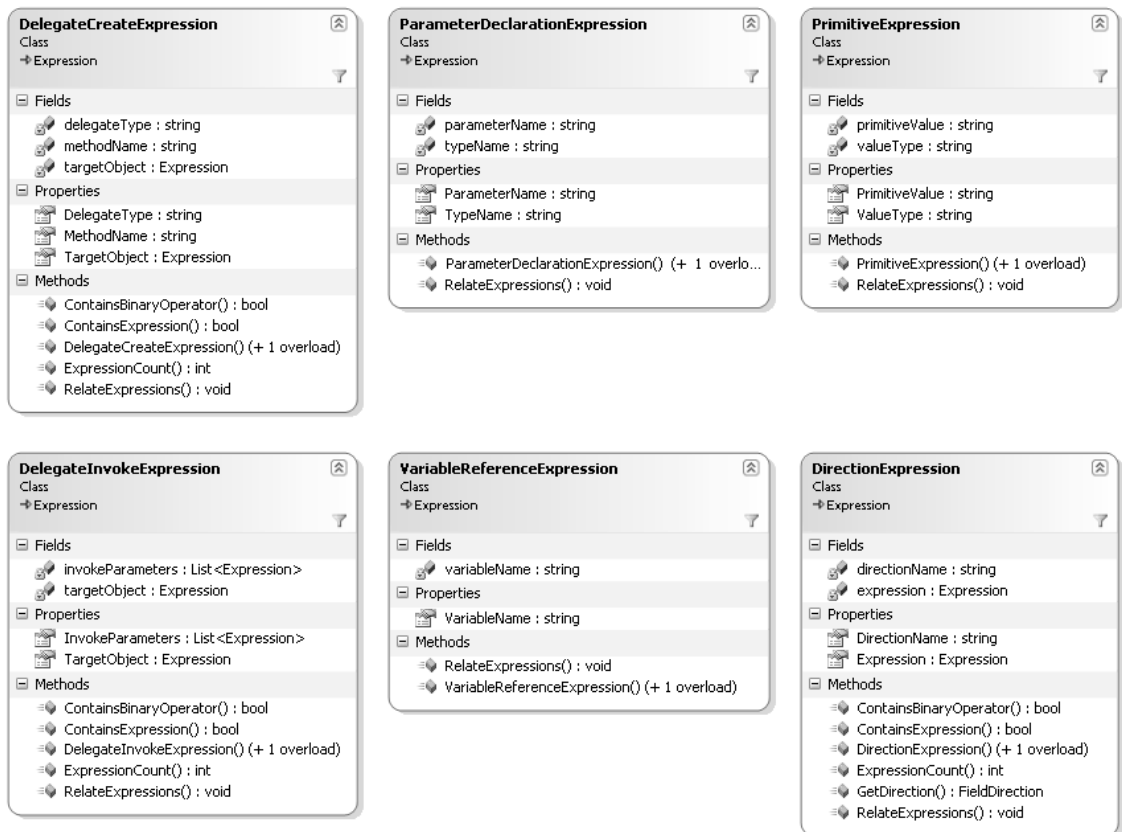 DelegateCreateExpression
Class
Expression
Fields
delegateType : string
methodName : string
targetObject : Expression
Properties
DelegateType : string
MethodName : string
TargetObject : Expression
Methods
ContainsBinaryOperator() : bool
ContainsExpression() : bool
DelegateCreateExpression() (+ 1 overload)
ExpressionCount() : int
RelateExpressions() : void
ParameterDeclarationExpression
Class
Expression
Fields
parameterName : string
typeName : string
Properties
ParameterName : string
TypeName : string
Methods
ParameterDeclarationExpression() (+ 1 overlo...
RelateExpressions() : void
PrimitiveExpression
Class
Expression
Fields
primitiveValue : string
valueType : string
Properties
PrimitiveValue : string
ValueType : string
Methods
PrimitiveExpression() (+ 1 overload)
RelateExpressions() : void
DelegateInvokeExpression
Class
Expression
Fields
invokeParameters : List<Expression>
targetObject : Expression
Properties
InvokeParameters : List<Expression>
TargetObject : Expression
Methods
ContainsBinaryOperator() : bool
ContainsExpression() : bool
DelegateInvokeExpression() (+ 1 overload)
ExpressionCount() : int
RelateExpressions() : void
VariableReferenceExpression
Class
Expression
Fields
variableName : string
Properties
VariableName : string
Methods
RelateExpressions() : void
VariableReferenceExpression() (+ 1 overload)
DirectionExpression
Class
Expression
Fields
directionName : string
expression : Expression
Properties
DirectionName : string
Expression : Expression
Methods
ContainsBinaryOperator() : bool
ContainsExpression() : bool
DirectionExpression() (+ 1 overload)
ExpressionCount() : int
GetDirection() : FieldDirection
RelateExpressions() : void